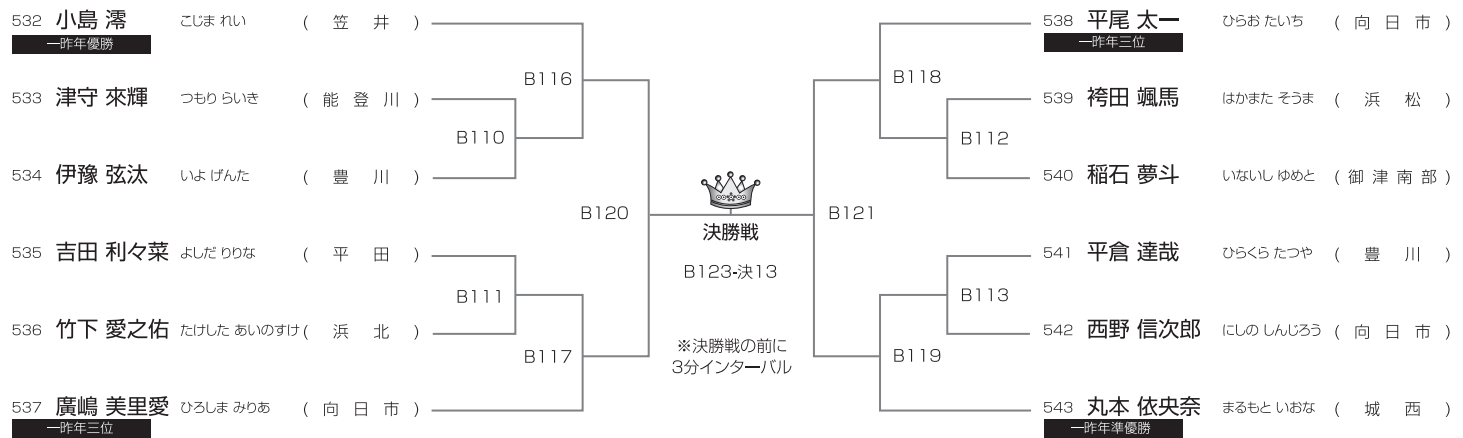 532 小島 澪 こじま れい ( 笠 井 )
一昨年優勝
533 津守 來輝 つもり らいき ( 能 登 川 )
534 伊豫 弦汰 いよ げんた ( 豊 川 )
535 吉田 利々菜 よしだ りりな ( 平 田 )
536 竹下 愛之佑 たけした あいのすけ ( 浜 北 )
537 廣嶋 美里愛 ひろしま みりあ ( 向 日 市 )
一昨年三位
B116
B110
B120
B111
B117
決勝戦
B123-決13
※決勝戦の前に
3分インターバル
B118
B112
B121
B113
B119
538 平尾 太一 ひらお たいち ( 向 日 市 )
一昨年三位
539 袴田 颯馬 はかまた そうま ( 浜 松 )
540 稲石 夢斗 いないし ゆめと ( 御 津 南 部 )
541 平倉 達哉 ひらくら たつや ( 豊 川 )
542 西野 信次郎 にしの しんじろう ( 向 日 市 )
543 丸本 依央奈 まるもと いおな ( 城 西 )
一昨年準優勝